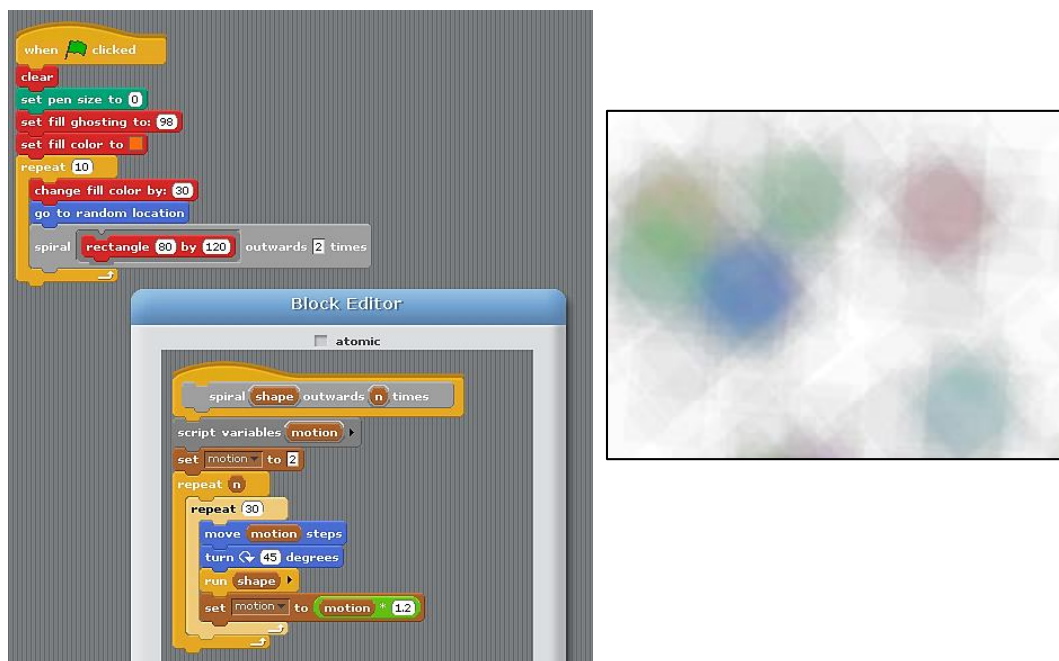 when clicked
clear
set pen size to 0
set fill ghosting to: 98
set fill color to
repeat 10
change fill color by: 30
go to random location
spiral rectangle 80 by 120 outwards 2 times
Block Editor
atomic
spiral shape outwards n times
script variables motion
set motion to 2
repeat n
repeat 30
move motion steps
turn 45 degrees
run shape
set motion to motion * 1.2